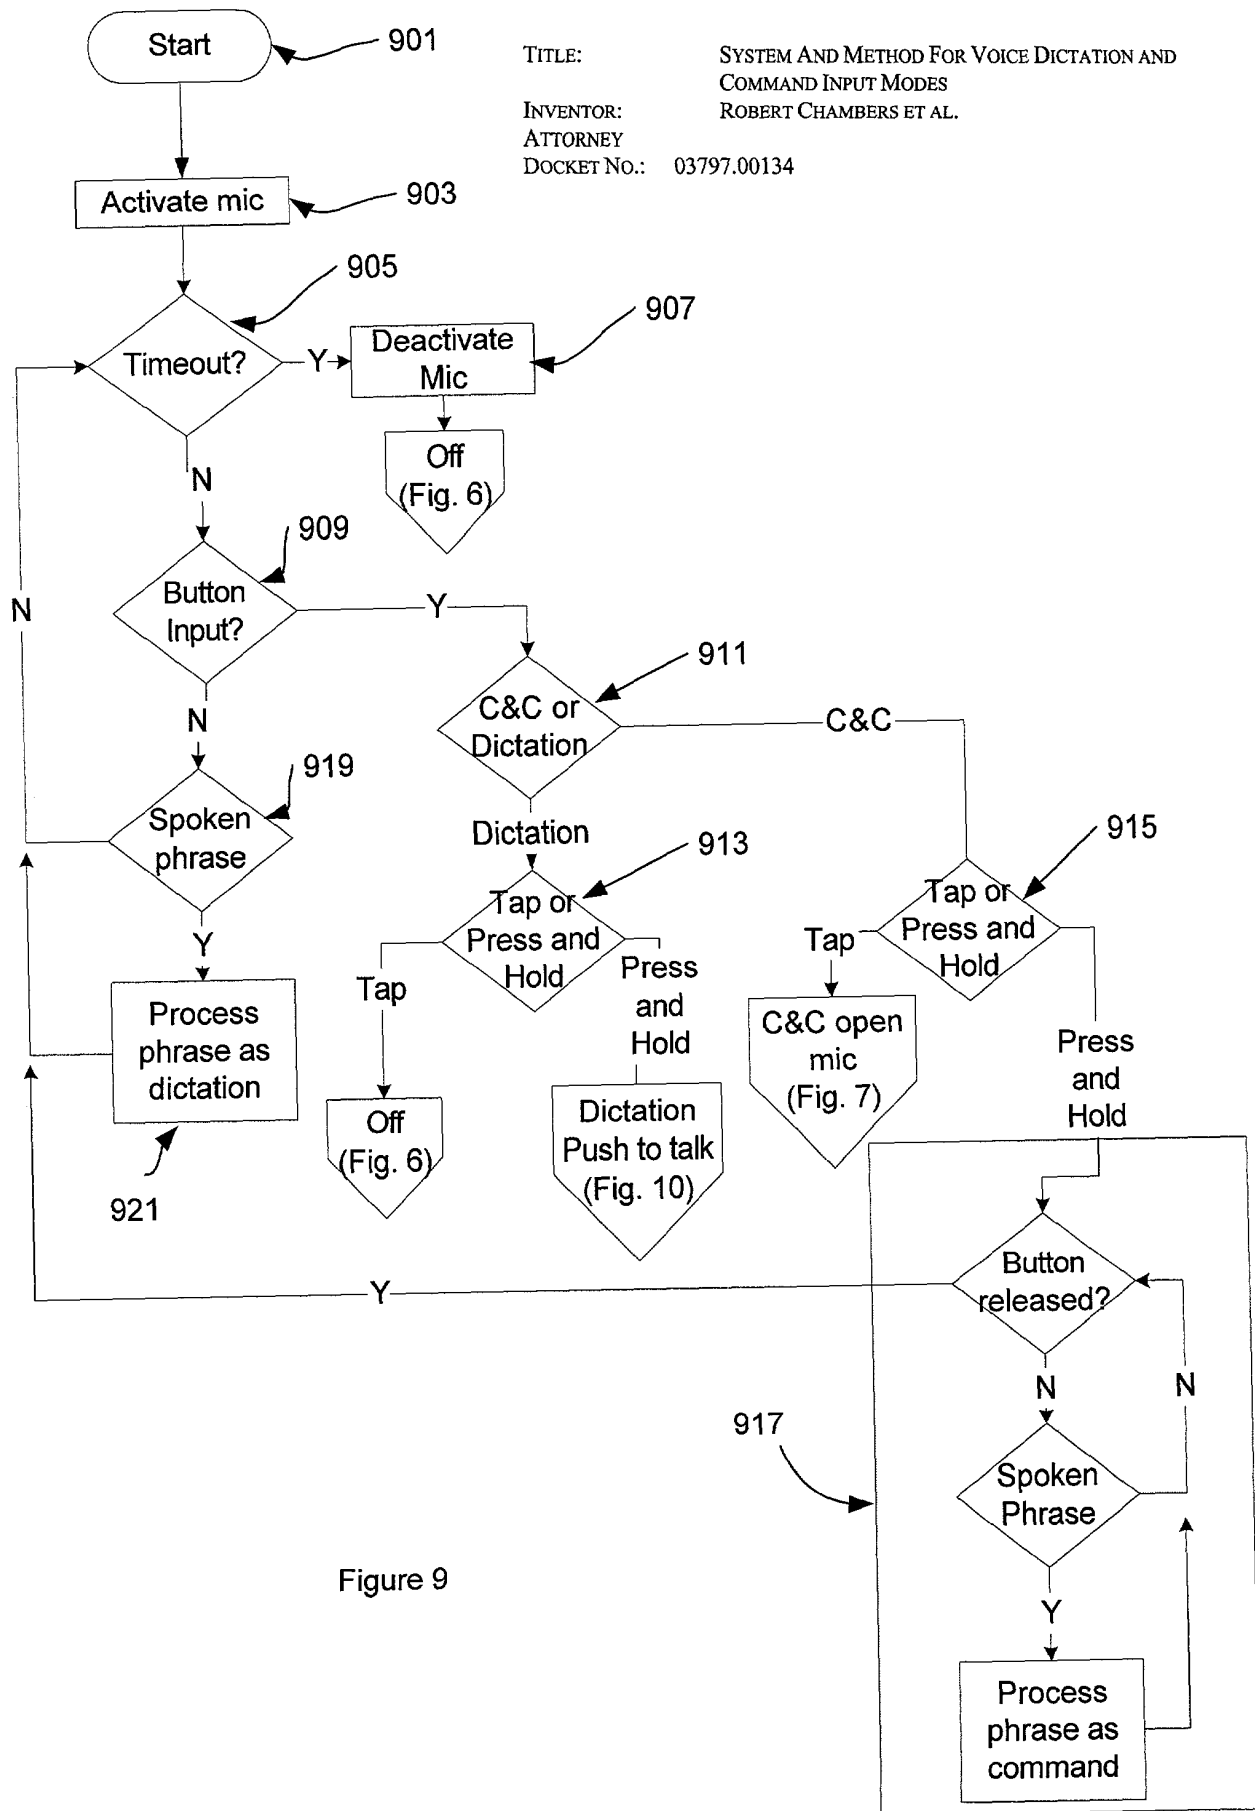 Start
901
TITLE: SYSTEM AND METHOD FOR VOICE DICTATION AND
COMMAND INPUT MODES
INVENTOR: ROBERT CHAMBERS ET AL.
ATTORNEY
DOCKET NO.: 03797.00134
Activate mic
903
905
Timeout?
Y
Deactivate
Mic
907
N
Off
(Fig. 6)
909
Button
Input?
N
Y
911
C&C or
Dictation
C&C
N
919
Spoken
phrase
Dictation
913
Tap or
Press and
Hold
915
Tap or
Press and
Hold
Y
Tap
Press
and
Hold
Tap
Process
phrase as
dictation
921
Off
(Fig. 6)
Dictation
Push to talk
(Fig. 10)
C&C open
mic
(Fig. 7)
Press
and
Hold
Button
released?
Y
N
N
917
Spoken
Phrase
Y
Process
phrase as
command
Figure 9